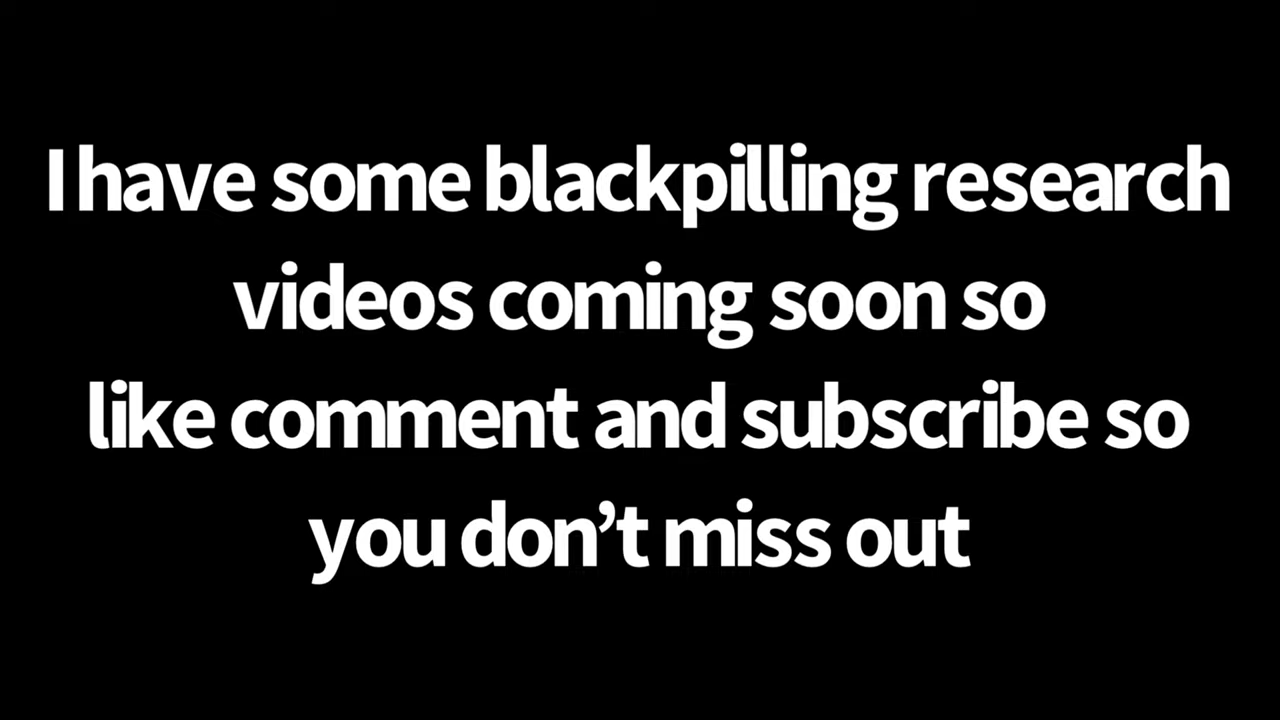 I have some blackpilling research
videos coming soon so
like comment and subscribe so
you don’t miss out